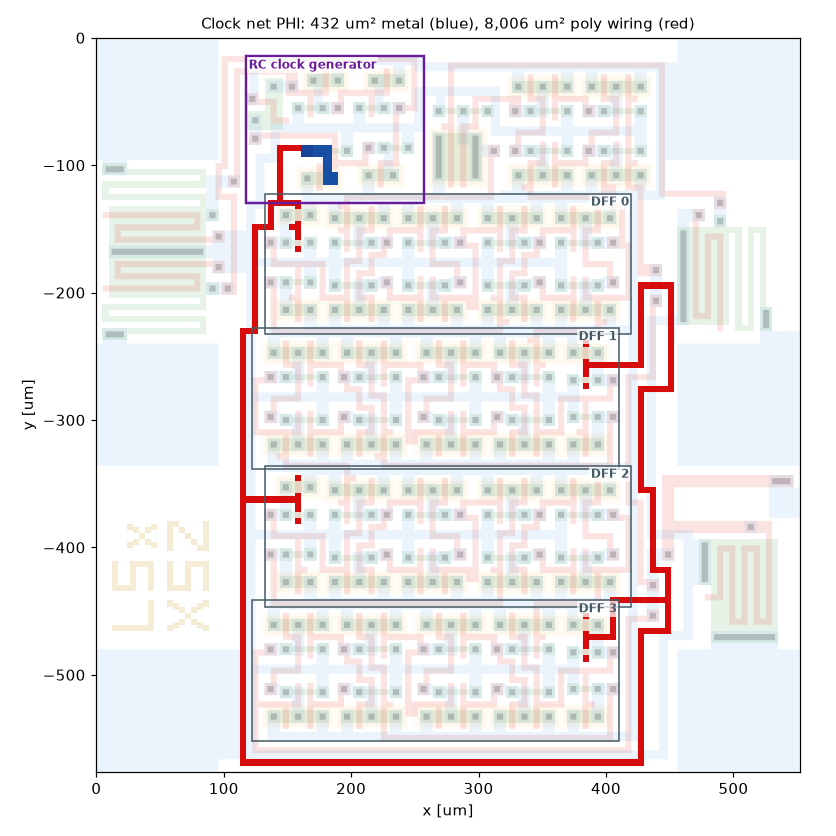 Clock net PHI: 432 um² metal (blue), 8,006 um² poly wiring (red)
RC clock generator
DFF 0
DFF 1
DFF 2
DFF 3
0
−100
−200
−300
−400
−500
y [um]
0
100
200
300
400
500
x [um]